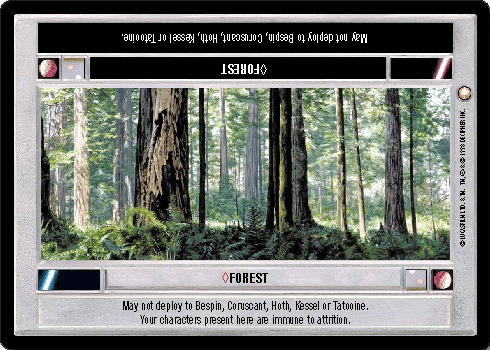 May not deploy to Bespin, Coruscant, Hoth, Kessel or Tatooine.
◊FOREST
◊FOREST
May not deploy to Bespin, Coruscant, Hoth, Kessel or Tatooine.
Your characters present here are immune to attrition.